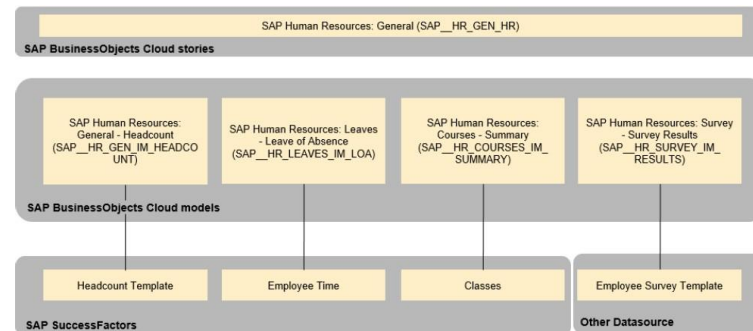 SAP Human Resources: General (SAP__HR_GEN_HR)
SAP BusinessObjects Cloud stories
SAP Human Resources:
General - Headcount
(SAP__HR_GEN_IM_HEADCO
UNT)
SAP Human Resources: Leaves
- Leave of Absence
(SAP__HR_LEAVES_IM_LOA)
SAP Human Resources:
Courses - Summary
(SAP__HR_COURSES_IM_
SUMMARY)
SAP Human Resources: Survey
- Survey Results
(SAP__HR_SURVEY_IM_
RESULTS)
SAP BusinessObjects Cloud models
Headcount Template
Employee Time
Classes
Employee Survey Template
SAP SuccessFactors
Other Datasource